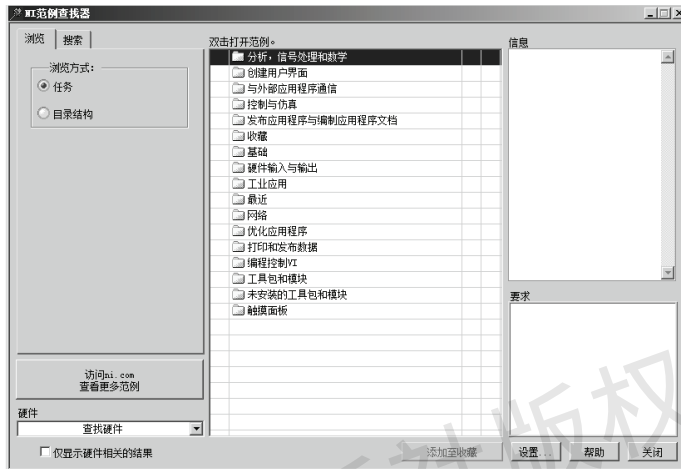 NI范例查找器
浏览
搜索
浏览方式：
任务
目录结构
访问ni.com
查看更多范例
硬件
查找硬件
仅显示硬件相关的结果
双击打开范例。
分析，信号处理和数学
创建用户界面
与外部应用程序通信
控制与仿真
发布应用程序与编制应用程序文档
收藏
基础
硬件输入与输出
工业应用
最近
网络
优化应用程序
打印和发布数据
编程控制VI
工具包和模块
未安装的工具包和模块
触摸面板
信息
要求
添加至收藏
设置...
帮助
关闭
版权